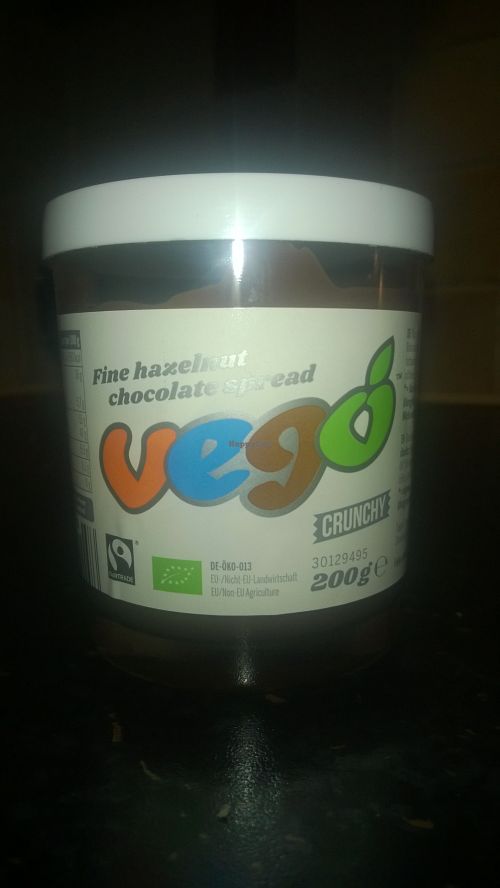 Fine hazelnut
chocolate spread
vego
CRUNCHY
FAIRTRADE
DE-ÖKO-013
EU-/Nicht-EU-Landwirtschaft
EU/Non-EU Agriculture
30129495
200g ℮